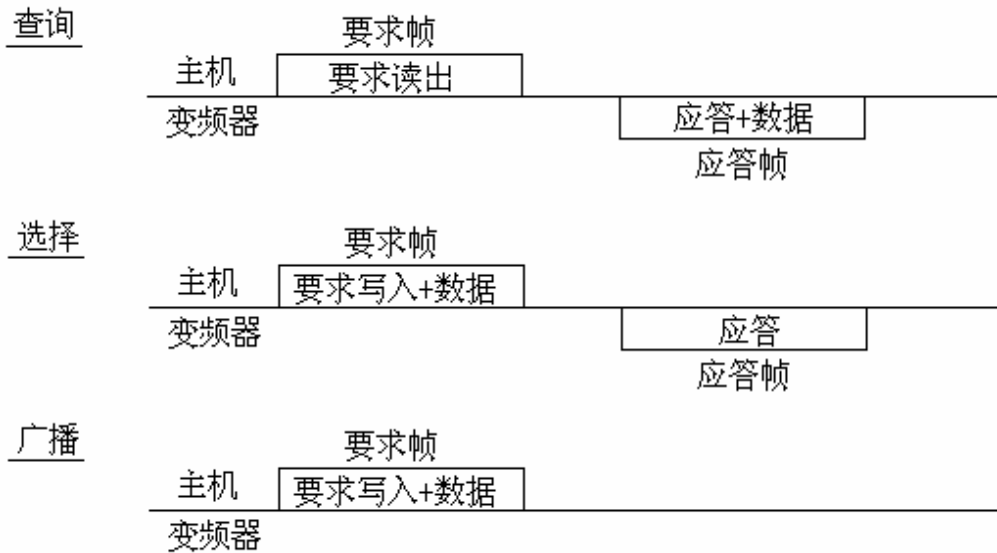 查询
要求帧
主机 要求读出
变频器 应答+数据
应答帧
选择
要求帧
主机 要求写入+数据
变频器 应答
应答帧
广播
要求帧
主机 要求写入+数据
变频器